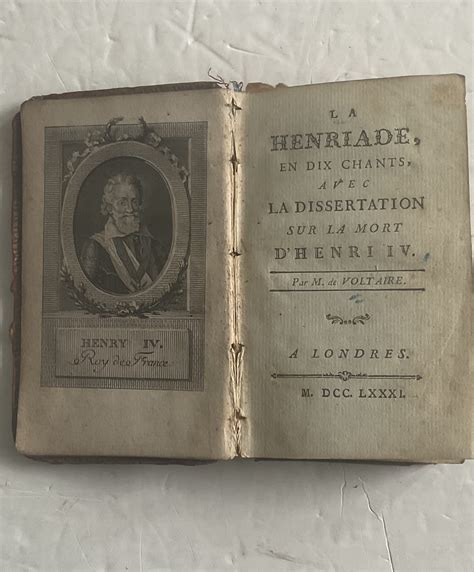 HENRY IV.
Roy de France
LA
HENRIADE,
EN DIX CHANTS,
AVEC
LA DISSERTATION
SUR LA MORT
D'HENRI IV.
Par M. de VOLTAIRE.
A LONDRES.
M. DCC. LXXXI.